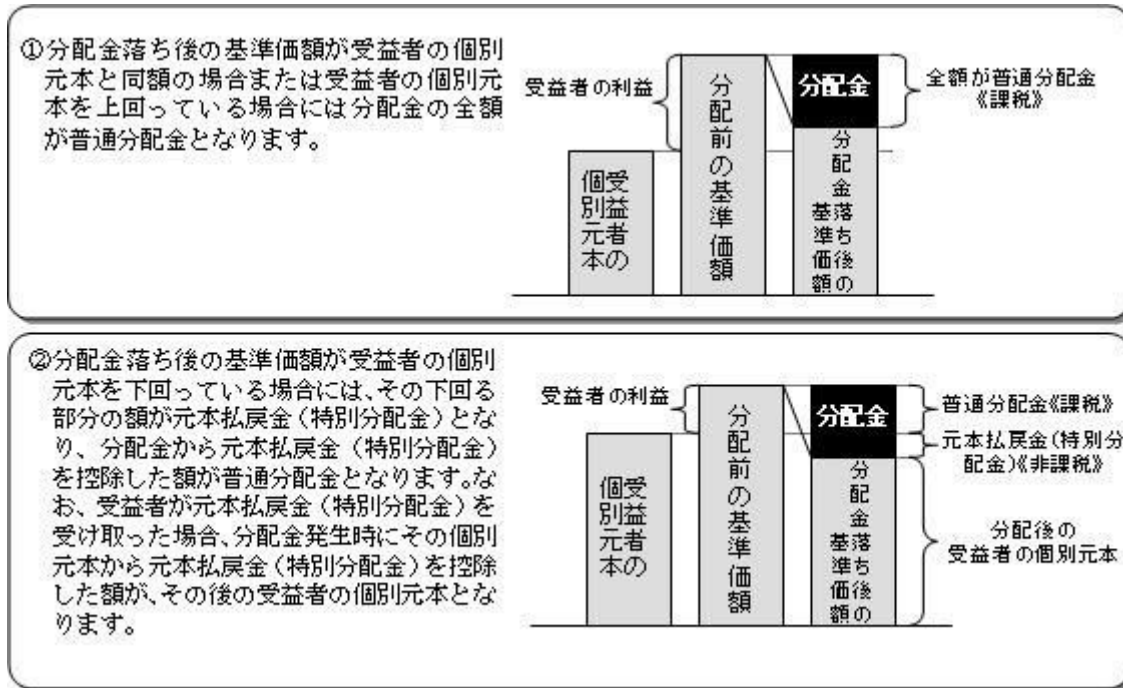 ①分配金落ち後の基準価額が受益者の個別
元本と同額の場合または受益者の個別元
本を上回っている場合には分配金の全額
が普通分配金となります。
受益者の利益
受益者の
個別元本
分配前の基準価額
分配金
分配金落ち後の
基準価額
全額が普通分配金
《課税》
②分配金落ち後の基準価額が受益者の個別
元本を下回っている場合には、その下回る
部分の額が元本払戻金(特別分配金)とな
り、分配金から元本払戻金(特別分配金)
を控除した額が普通分配金となります。な
お、受益者が元本払戻金(特別分配金)を
受け取った場合、分配金発生時にその個別
元本から元本払戻金(特別分配金)を控除
した額が、その後の受益者の個別元本とな
ります。
受益者の利益
受益者の
個別元本
分配前の基準価額
分配金
分配金落ち後の
基準価額
普通分配金《課税》
元本払戻金(特別分
配金)《非課税》
分配後の
受益者の個別元本